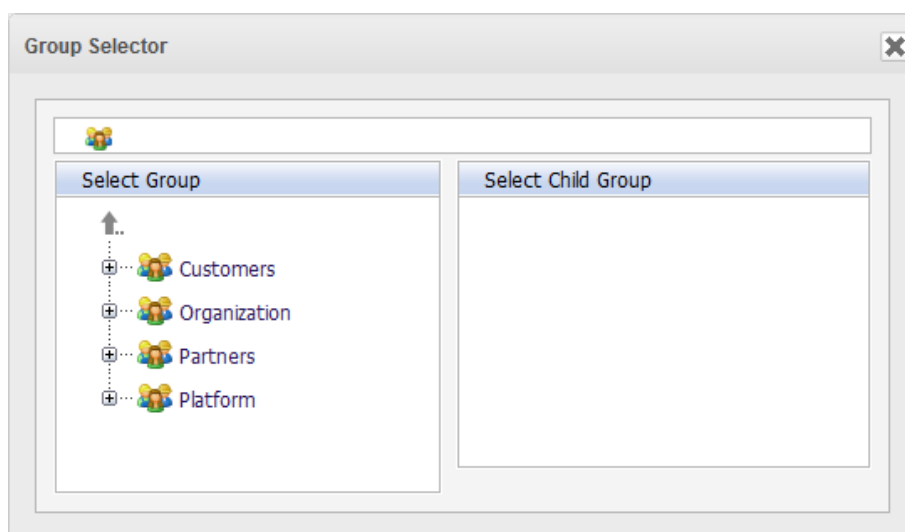 Group Selector
Select Group
Select Child Group
..
Customers
Organization
Partners
Platform